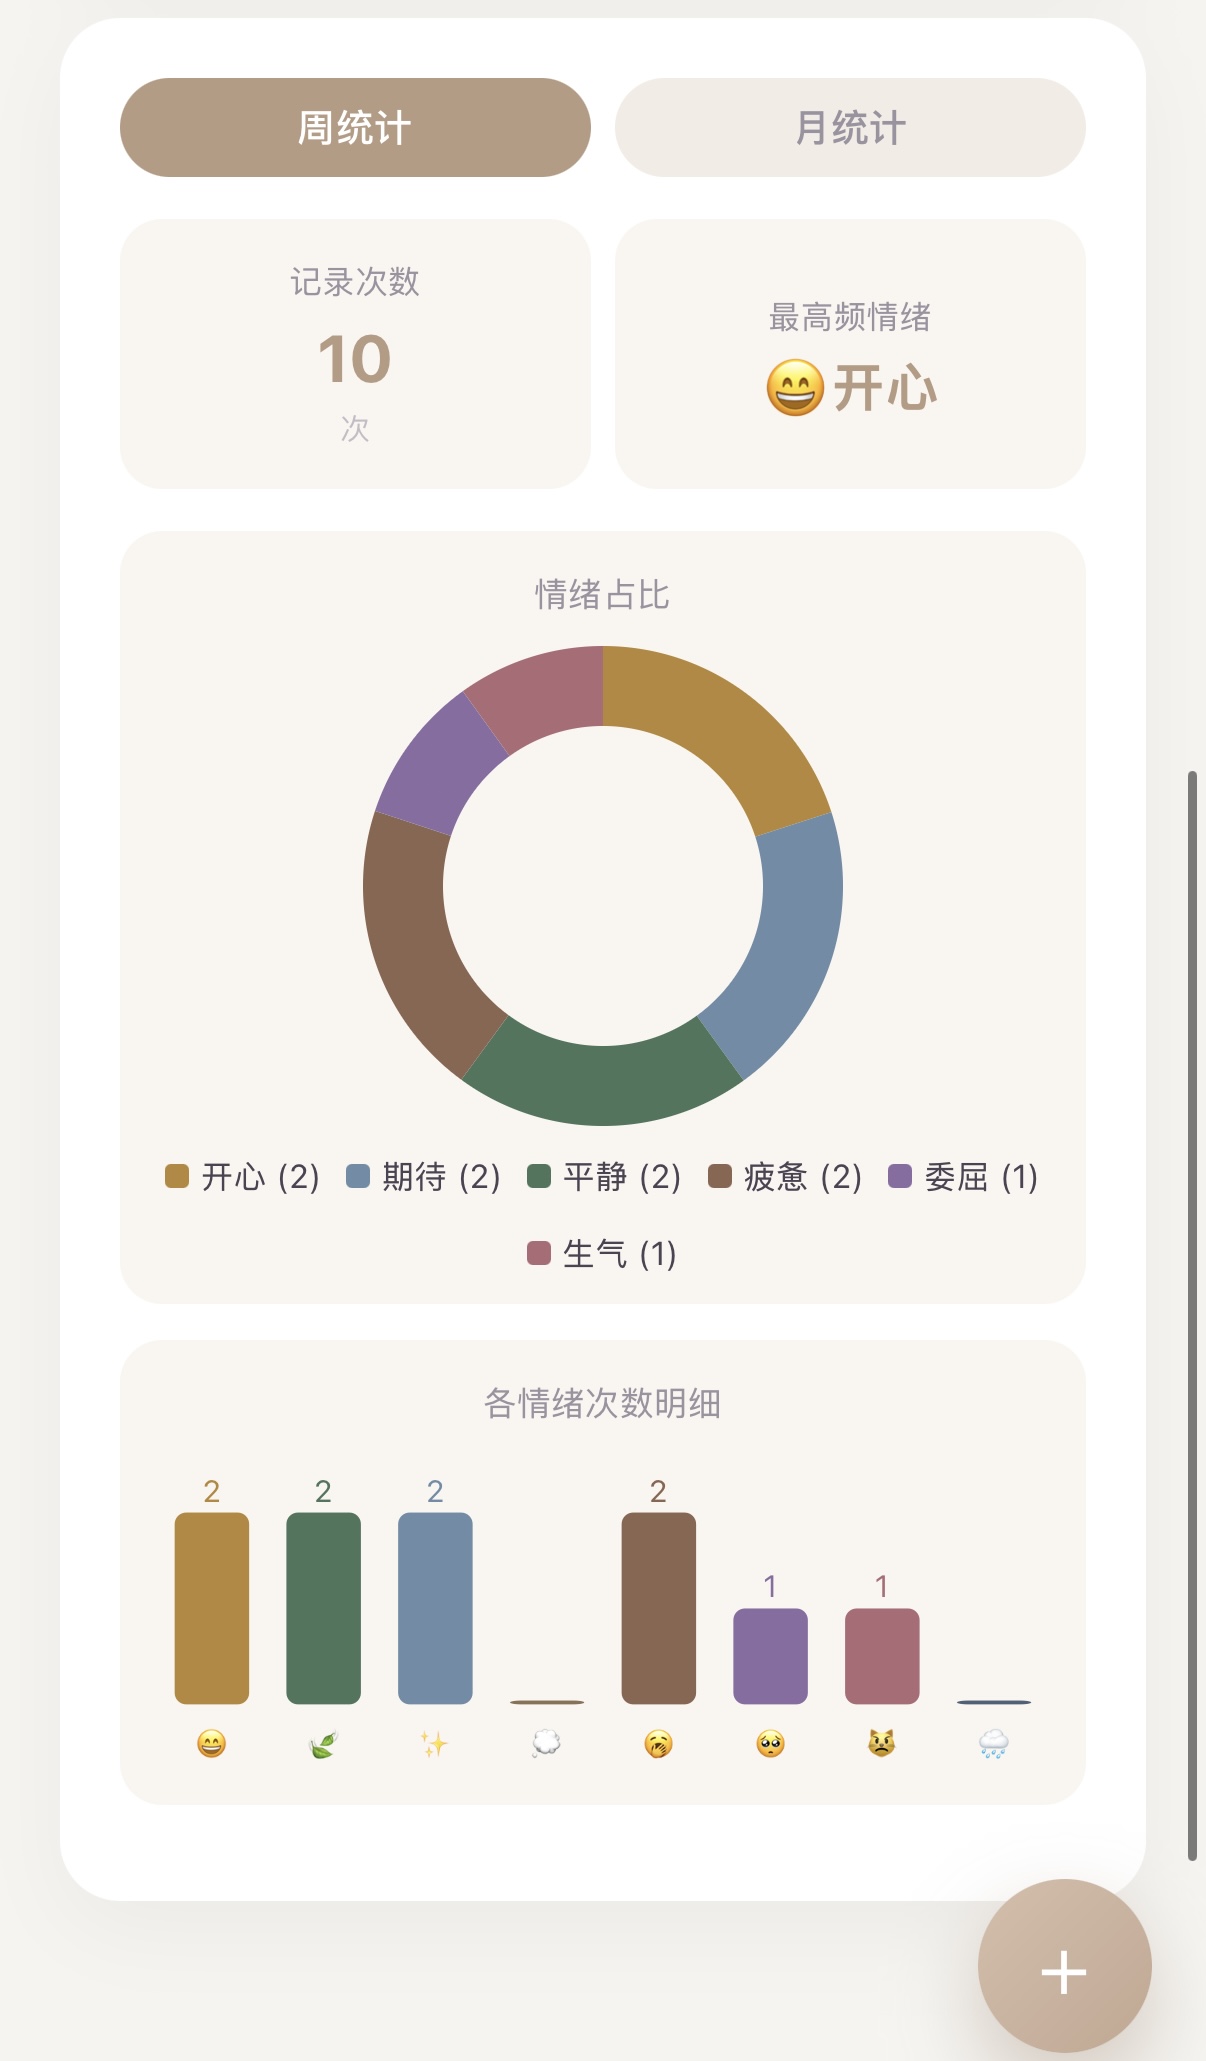 周统计 月统计
记录次数
10
次
最高频情绪
😄开心
情绪占比
开心 (2) 期待 (2) 平静 (2) 疲惫 (2) 委屈 (1)
生气 (1)
各情绪次数明细
2 2 2 2 1 1
+